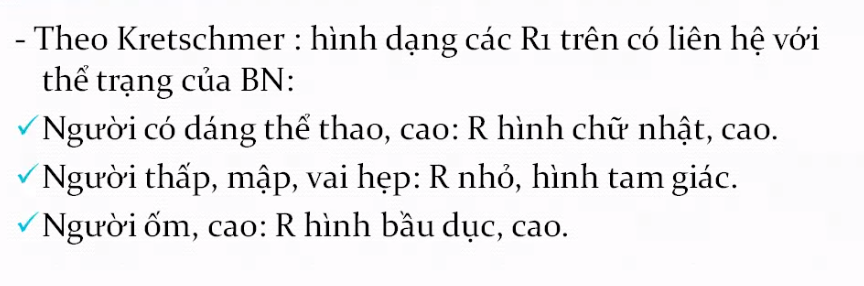 - Theo Kretschmer : hình dạng các R1 trên có liên hệ với
thể trạng của BN:
✓Người có dáng thể thao, cao: R hình chữ nhật, cao.
✓Người thấp, mập, vai hẹp: R nhỏ, hình tam giác.
✓Người ốm, cao: R hình bầu dục, cao.